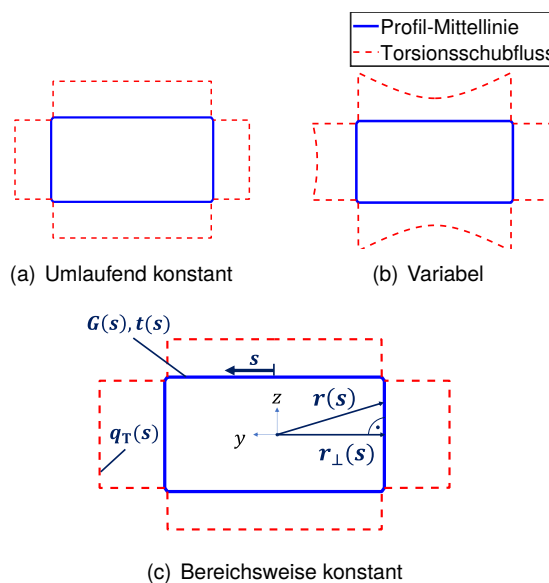 Profil-Mittellinie
Torsionsschubfluss
(a) Umlaufend konstant
(b) Variabel
G(s), t(s)
s
z
r(s)
q_T(s)
y
r_⊥(s)
(c) Bereichsweise konstant